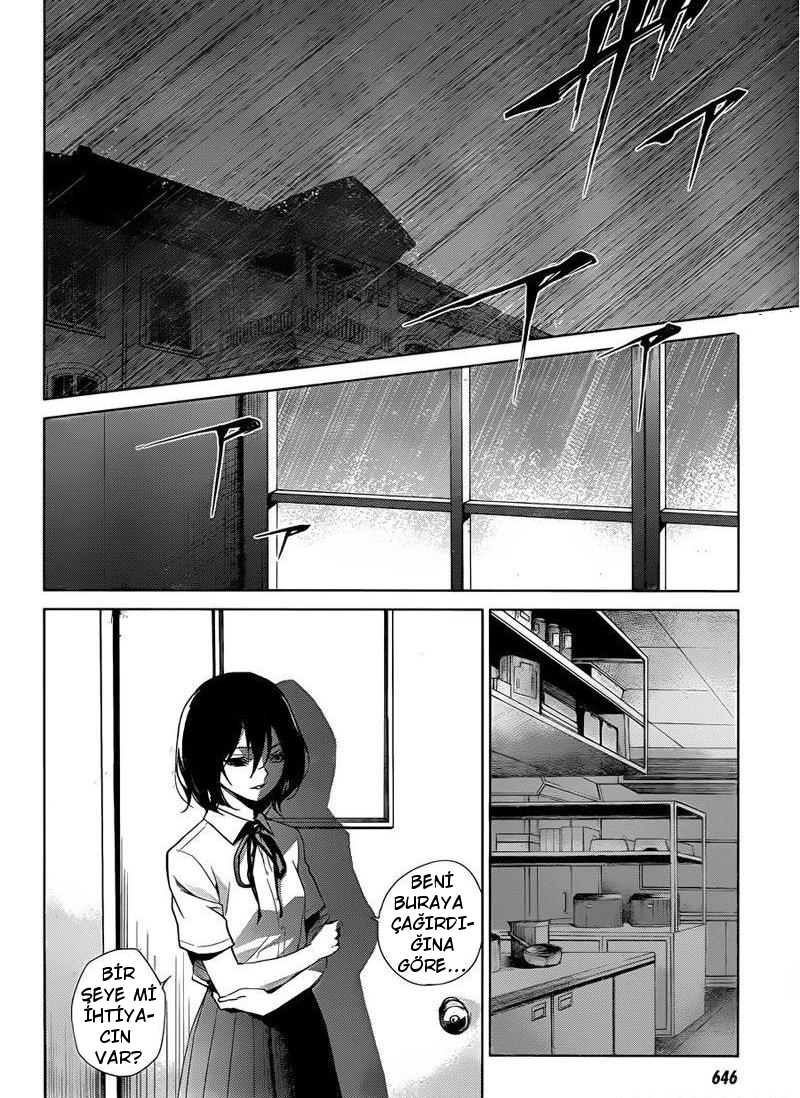 BENİ
BURAYA
ÇAĞIRDI-
ĞINA
GÖRE...
BİR
ŞEYE Mİ
İHTİYA-
CIN
VAR?
646